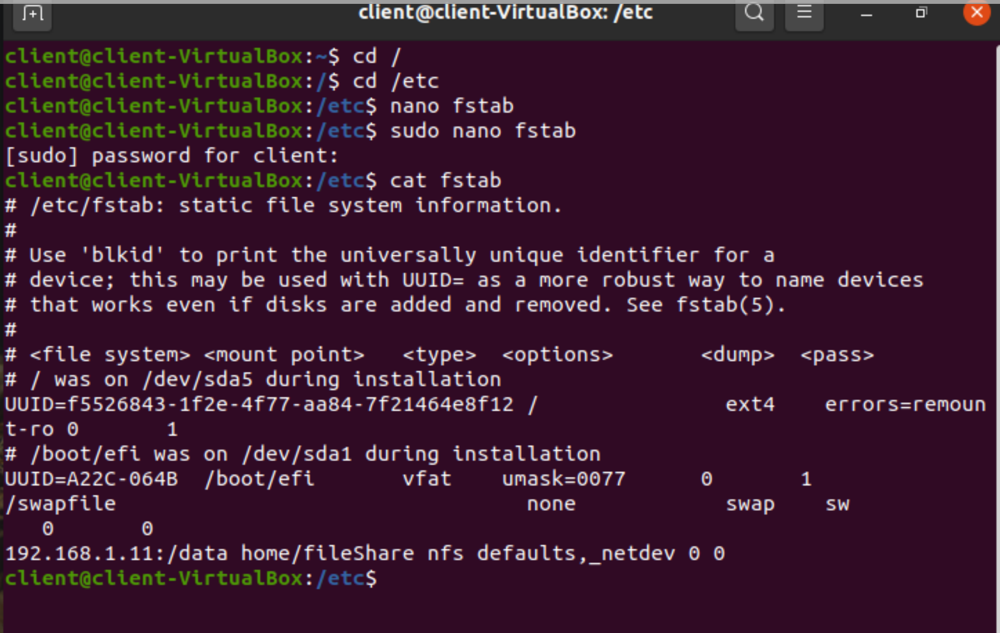 client@client-VirtualBox: /etc
client@client-VirtualBox:~$ cd /
client@client-VirtualBox:/$ cd /etc
client@client-VirtualBox:/etc$ nano fstab
client@client-VirtualBox:/etc$ sudo nano fstab
[sudo] password for client:
client@client-VirtualBox:/etc$ cat fstab
# /etc/fstab: static file system information.
#
# Use 'blkid' to print the universally unique identifier for a
# device; this may be used with UUID= as a more robust way to name devices
# that works even if disks are added and removed. See fstab(5).
#
# <file system> <mount point>   <type>  <options>       <dump>  <pass>
# / was on /dev/sda5 during installation
UUID=f5526843-1f2e-4f77-aa84-7f21464e8f12 /               ext4    errors=remoun
t-ro 0       1
# /boot/efi was on /dev/sda1 during installation
UUID=A22C-064B  /boot/efi       vfat    umask=0077      0       1
/swapfile                                 none            swap    sw
   0       0
192.168.1.11:/data home/fileShare nfs defaults,_netdev 0 0
client@client-VirtualBox:/etc$